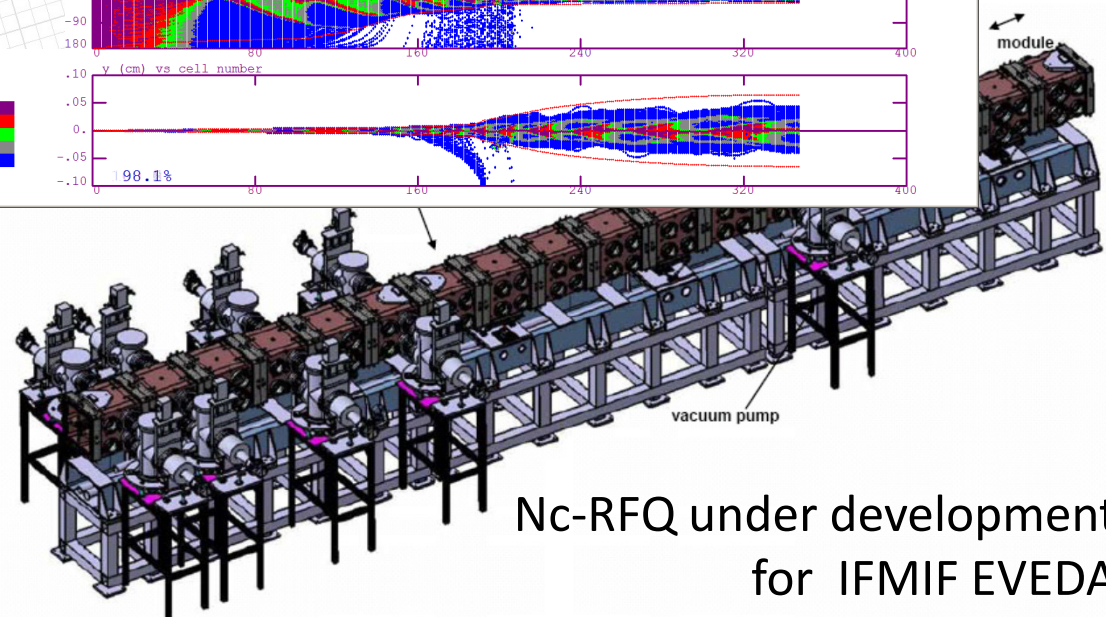 -90
180
0 80 160 240 320 400
y (cm) vs cell number
.10
.05
0.
-.05
-.10
98.1%
0 80 160 240 320 400
module
vacuum pump
Nc-RFQ under development
for IFMIF EVEDA